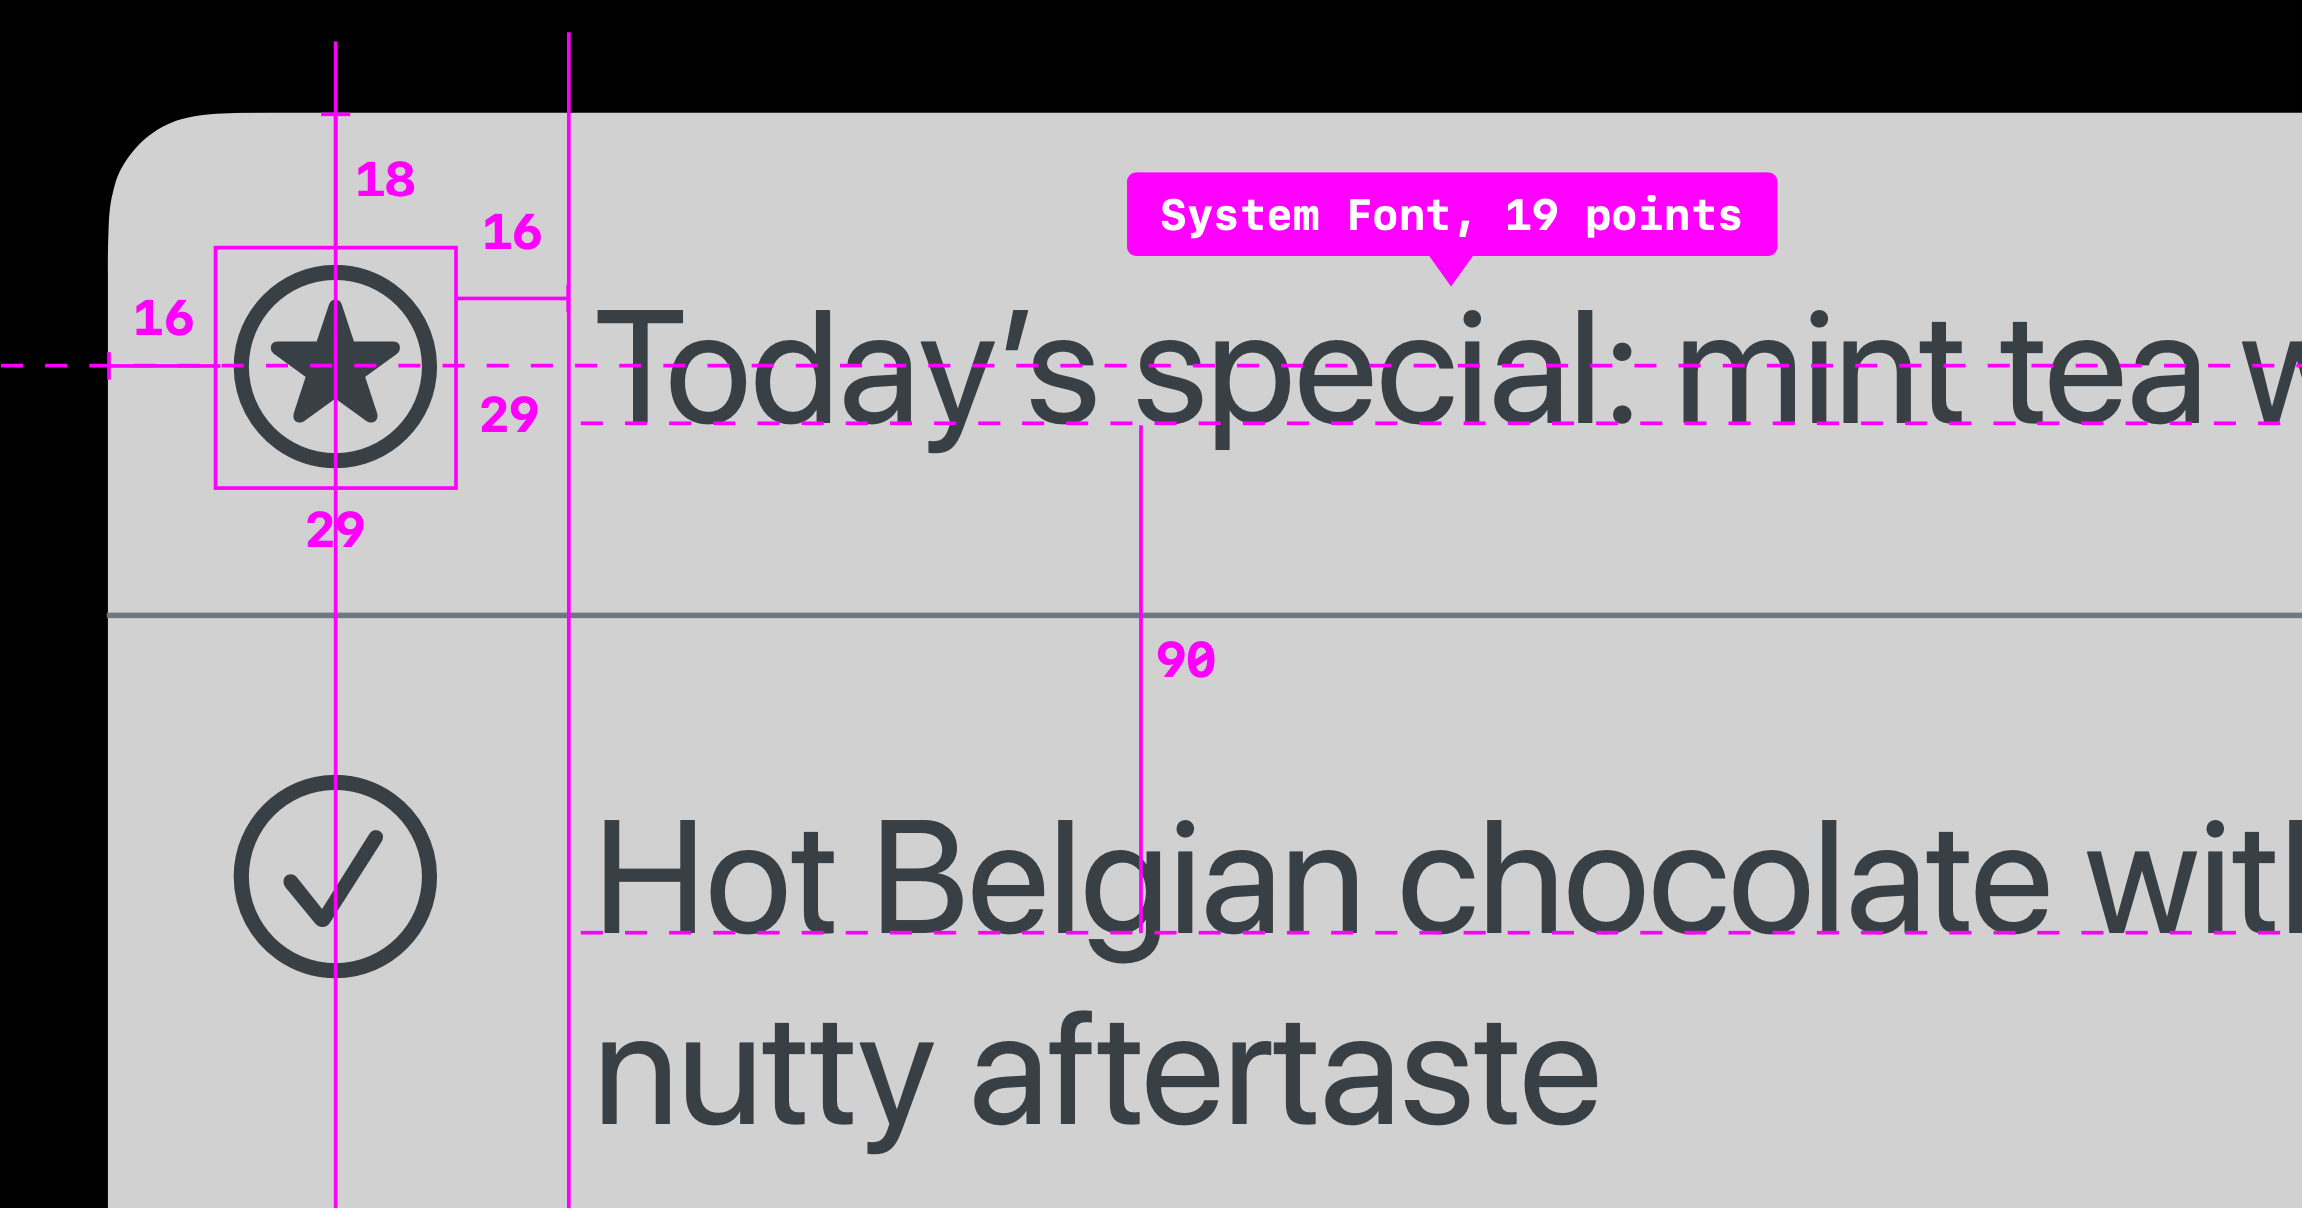 18
16
System Font, 19 points
16
Today’s special: mint tea
29
29
90
Hot Belgian chocolate
nutty aftertaste